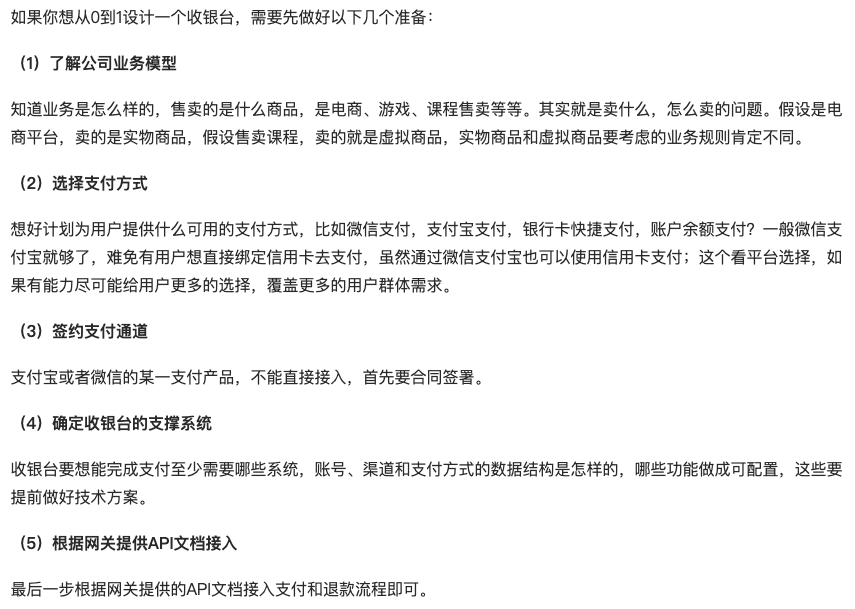 如果你想从0到1设计一个收银台，需要先做好以下几个准备：
（1）了解公司业务模型
知道业务是怎么样的，售卖的是什么商品，是电商、游戏、课程售卖等等。其实就是卖什么，怎么卖的问题。假设是电
商平台，卖的是实物商品，假设售卖课程，卖的就是虚拟商品，实物商品和虚拟商品要考虑的业务规则肯定不同。
（2）选择支付方式
想好计划为用户提供什么可用的支付方式，比如微信支付，支付宝支付，银行卡快捷支付，账户余额支付？一般微信支
付宝就够了，难免有用户想直接绑定信用卡去支付，虽然通过微信支付宝也可以使用信用卡支付；这个看平台选择，如
果有能力尽可能给用户更多的选择，覆盖更多的用户群体需求。
（3）签约支付通道
支付宝或者微信的某一支付产品，不能直接接入，首先要合同签署。
（4）确定收银台的支撑系统
收银台要想能完成支付至少需要哪些系统，账号、渠道和支付方式的数据结构是怎样的，哪些功能做成可配置，这些要
提前做好技术方案。
（5）根据网关提供API文档接入
最后一步根据网关提供的API文档接入支付和退款流程即可。